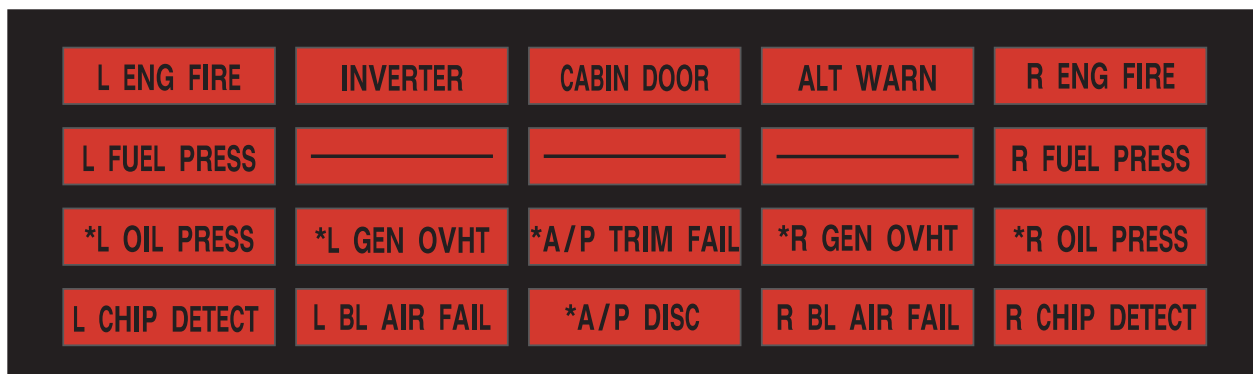 L ENG FIRE INVERTER CABIN DOOR ALT WARN R ENG FIRE
L FUEL PRESS R FUEL PRESS
*L OIL PRESS *L GEN OVHT *A/P TRIM FAIL *R GEN OVHT *R OIL PRESS
L CHIP DETECT L BL AIR FAIL *A/P DISC R BL AIR FAIL R CHIP DETECT